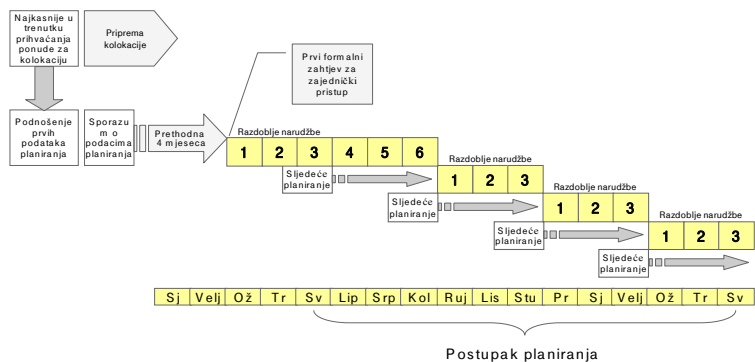 Najkasnije u
trenutku
prihvaćanja
ponude za
kolokaciju
Priprema
kolokacije
Prvi formalni
zahtjev za
zajednički
pristup
Podnošenje
prvih
podataka
planiranja
Sporazu
m o
podacima
planiranja
Prethodna
4 mjeseca
Razdoblje narudžbe
1 2 3 4 5 6
Sljedeće
planiranje
Razdoblje narudžbe
1 2 3
Sljedeće
planiranje
Razdoblje narudžbe
1 2 3
Sljedeće
planiranje
Razdoblje narudžbe
1 2 3
Sljedeće
planiranje
Sj Velj Ož Tr Sv Lip Srp Kol Ruj Lis Stu Pr Sj Velj Ož Tr Sv
Postupak planiranja